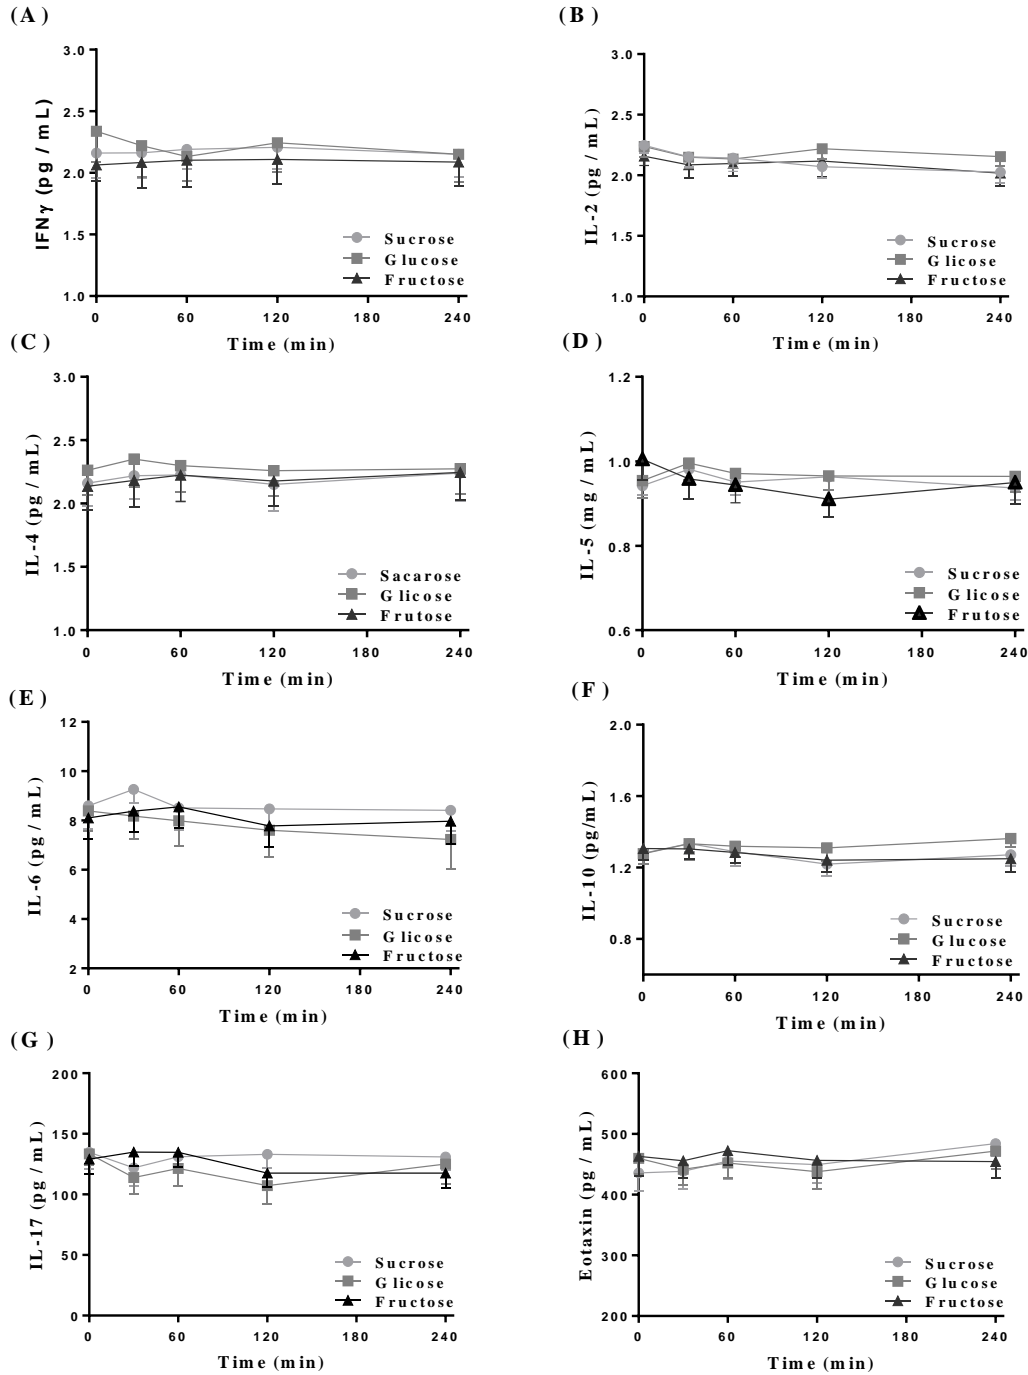 (A)
IFNγ (pg / mL)
3.0
2.5
2.0
1.5
1.0
0 60 120 180 240
Time (min)
Sucrose
Glucose
Fructose
(B)
IL-2 (pg / mL)
3.0
2.5
2.0
1.5
1.0
0 60 120 180 240
Time (min)
Sucrose
Glicose
Fructose
(C)
IL-4 (pg / mL)
3.0
2.5
2.0
1.5
1.0
0 60 120 180 240
Time (min)
Sacarose
Glicose
Frutose
(D)
IL-5 (mg / mL)
1.2
1.0
0.8
0.6
0 60 120 180 240
Time (min)
Sucrose
Glicose
Frutose
(E)
IL-6 (pg / mL)
12
10
8
6
4
2
0 60 120 180 240
Time (min)
Sucrose
Glicose
Fructose
(F)
IL-10 (pg/mL)
2.0
1.6
1.2
0.8
0 60 120 180 240
Time (min)
Sucrose
Glucose
Fructose
(G)
IL-17 (pg / mL)
200
150
100
50
0
0 60 120 180 240
Time (min)
Sucrose
Glicose
Fructose
(H)
Eotaxin (pg / mL)
600
500
400
300
200
0 60 120 180 240
Time (min)
Sucrose
Glucose
Fructose